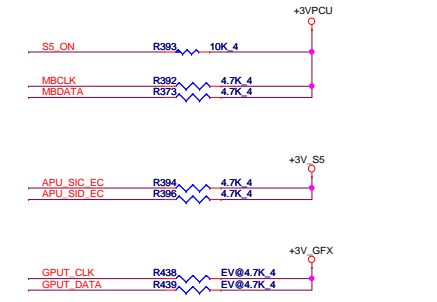 +3VPCU
S5_ON R393 10K_4
MBCLK R392 4.7K_4
MBDATA R373 4.7K_4
+3V_S5
APU_SIC_EC R394 4.7K_4
APU_SID_EC R396 4.7K_4
+3V_GFX
GPUT_CLK R438 EV@4.7K_4
GPUT_DATA R439 EV@4.7K_4